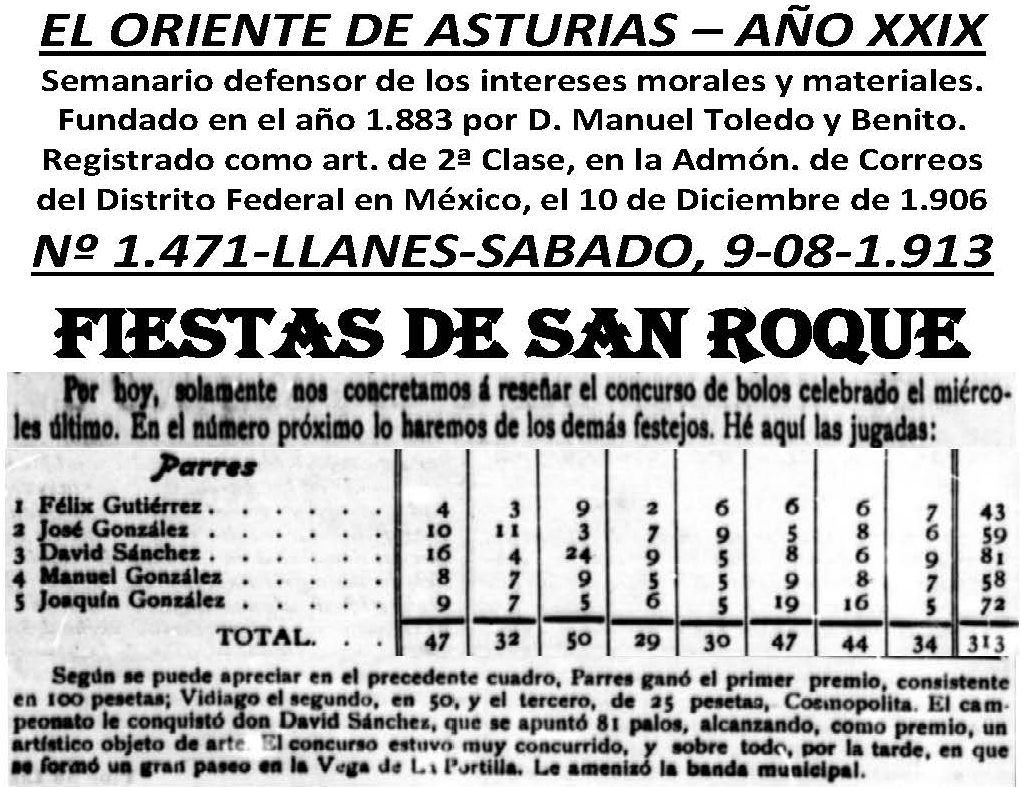 EL ORIENTE DE ASTURIAS – AÑO XXIX
Semanario defensor de los intereses morales y materiales.
Fundado en el año 1.883 por D. Manuel Toledo y Benito.
Registrado como art. de 2ª Clase, en la Admón. de Correos
del Distrito Federal en México, el 10 de Diciembre de 1.906
Nº 1.471-LLANES-SABADO, 9-08-1.913
FIESTAS DE SAN ROQUE
Por hoy, solamente nos concretamos á reseñar el concurso de bolos celebrado el miérco-
les último. En el número próximo lo haremos de los demás festejos. Hé aquí las jugadas:
Parres
1 Félix Gutiérrez . . . . . . 4 3 9 2 6 6 6 7 43
2 José González . . . . . . 10 11 3 7 9 5 8 6 59
3 David Sánchez . . . . . . 16 4 24 9 5 8 6 9 81
4 Manuel González . . . . . 8 7 9 5 5 9 8 7 58
5 Joaquín González . . . . . 9 7 5 6 5 19 16 5 72
TOTAL. . . 47 32 50 29 30 47 44 34 313
Según se puede apreciar en el precedente cuadro, Parres ganó el primer premio, consistente
en 100 pesetas; Vidiago el segundo, en 50, y el tercero, de 25 pesetas, Cosmopolita. El cam-
peonato le conquistó don David Sánchez, que se apuntó 81 palos, alcanzando, como premio, un
artístico objeto de arte. El concurso estuvo muy concurrido, y sobre todo, por la tarde, en que
se formó un gran paseo en la Vega de La Portilla. Le amenizó la banda municipal.